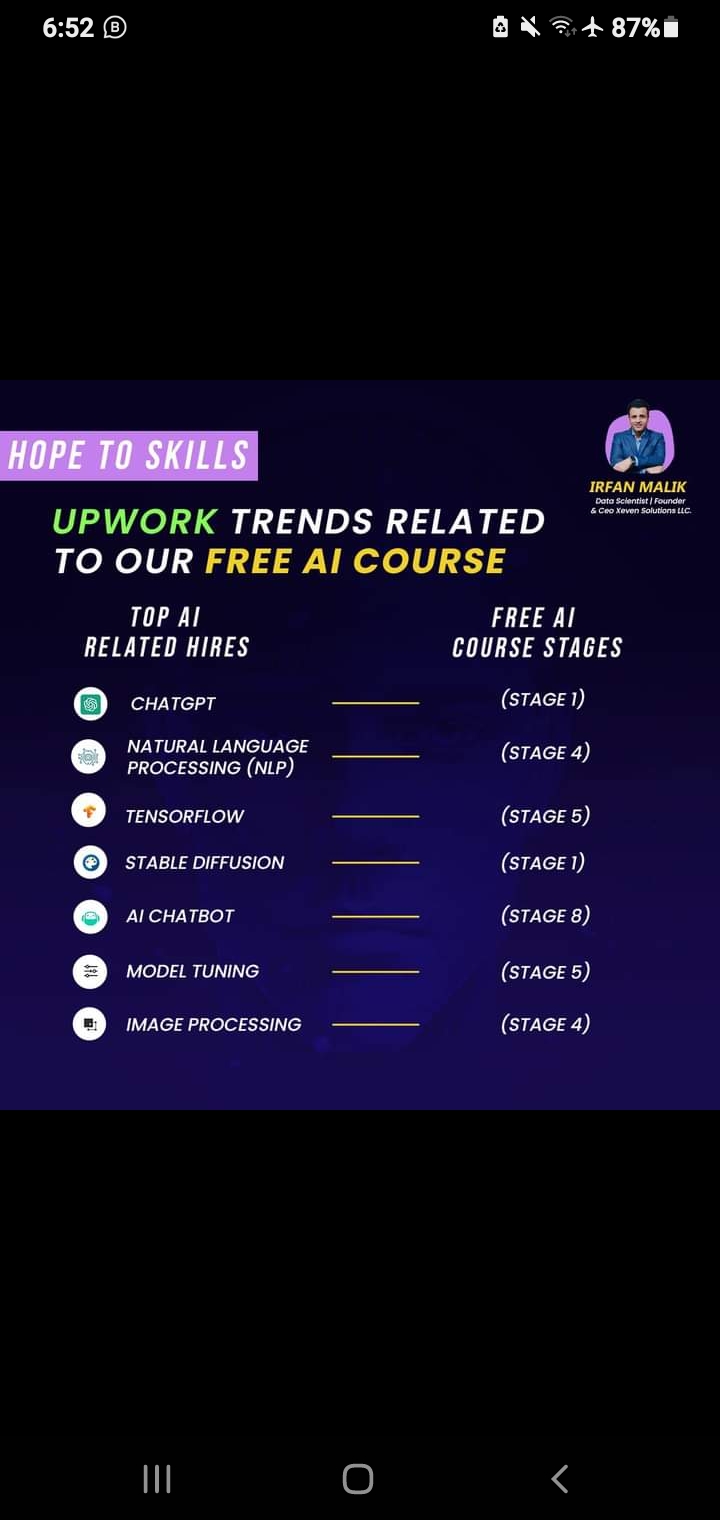 6:52
87%
HOPE TO SKILLS
IRFAN MALIK
Data Scientist | Founder
& Ceo Xeven Solutions LLC.
UPWORK TRENDS RELATED
TO OUR FREE AI COURSE
TOP AI
RELATED HIRES
FREE AI
COURSE STAGES
CHATGPT
(STAGE 1)
NATURAL LANGUAGE
PROCESSING (NLP)
(STAGE 4)
TENSORFLOW
(STAGE 5)
STABLE DIFFUSION
(STAGE 1)
AI CHATBOT
(STAGE 8)
MODEL TUNING
(STAGE 5)
IMAGE PROCESSING
(STAGE 4)